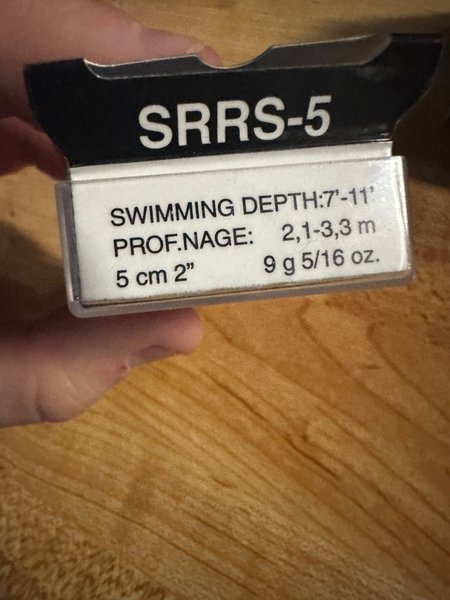 SRRS-5
SWIMMING DEPTH:7'-11'
PROF.NAGE: 2,1-3,3 m
5 cm 2” 9 g 5/16 oz.